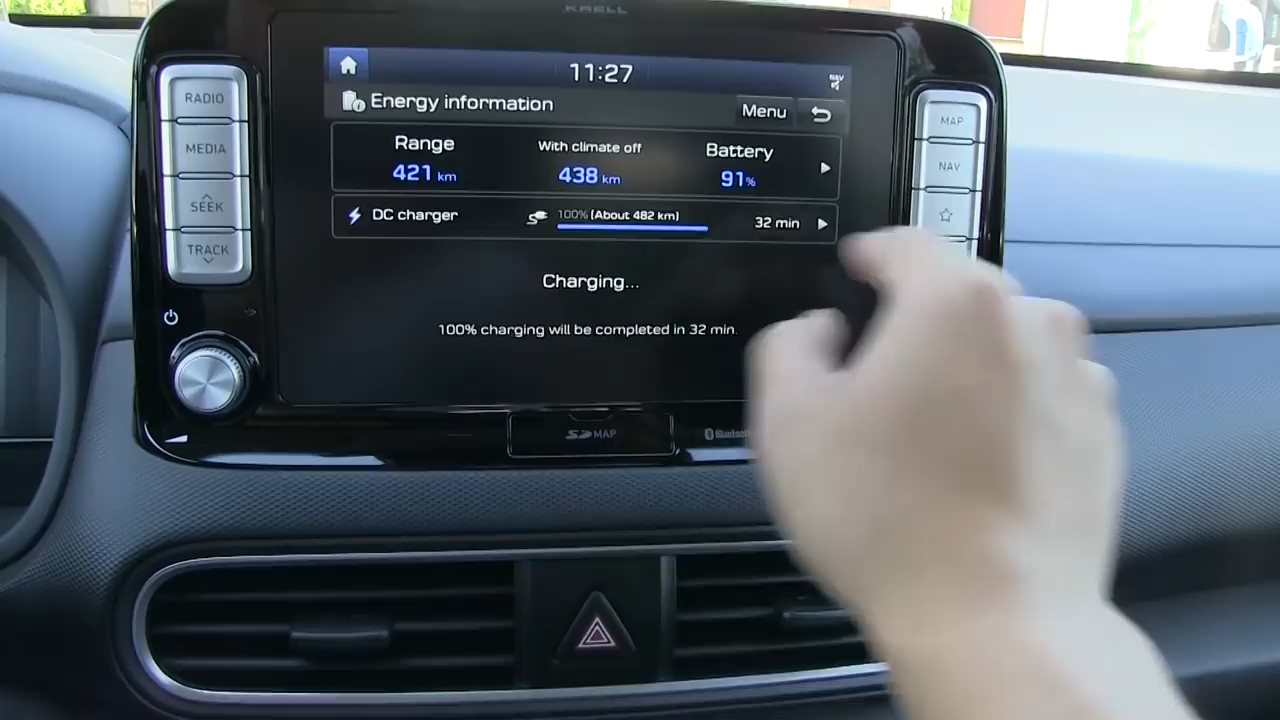 KRELL
11:27
NAV
Energy information
Menu
Range
With climate off
Battery
421 km
438 km
91%
DC charger
100% (About 482 km)
32 min
Charging...
100% charging will be completed in 32 min.
RADIO
MEDIA
SEEK
TRACK
MAP
NAV
SD MAP
Bluetooth